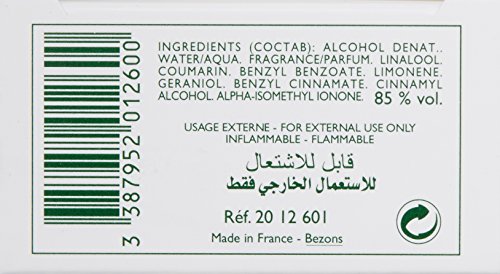 INGREDIENTS (COCTAB): ALCOHOL DENAT..
WATER/AQUA. FRAGRANCE/PARFUM. LINALOOL.
COUMARIN. BENZYL BENZOATE. LIMONENE.
GERANIOL. BENZYL CINNAMATE. CINNAMYL
ALCOHOL. ALPHA-ISOMETHYL IONONE. 85 % vol.
USAGE EXTERNE - FOR EXTERNAL USE ONLY
INFLAMMABLE - FLAMMABLE
قابل للاشتعال
للاستعمال الخارجي فقط
Réf. 20 12 601
Made in France - Bezons
3 387952 012600